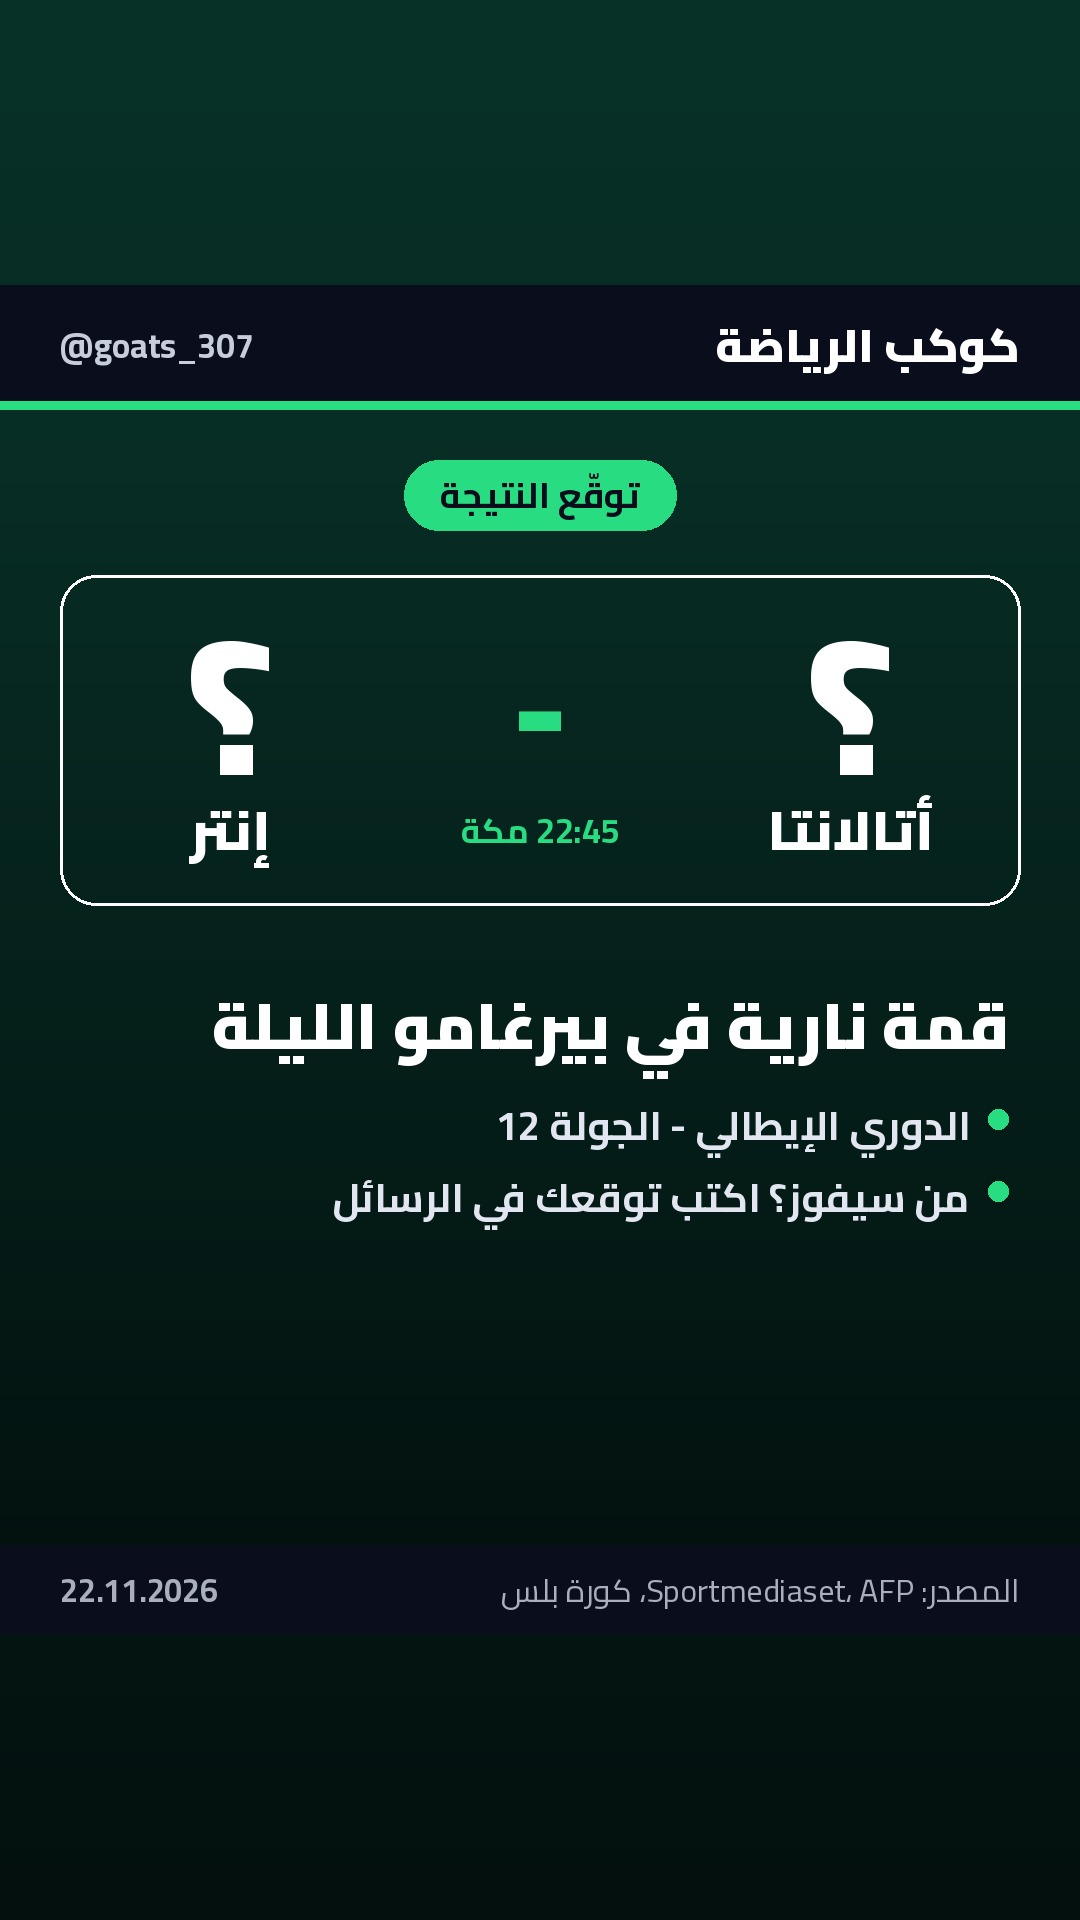 كوكب الرياضة
@goats_307
توقّع النتيجة
؟ - ؟
أتالانتا 22:45 مكة إنتر
قمة نارية في بيرغامو الليلة
الدوري الإيطالي - الجولة 12
من سيفوز؟ اكتب توقعك في الرسائل
المصدر: Sportmediaset، AFP، كورة بلس
22.11.2026